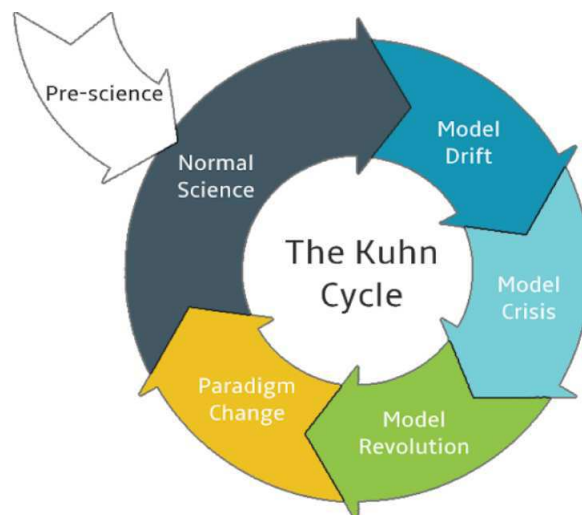 Pre-science
Normal
Science
Model
Drift
Model
Crisis
Model
Revolution
Paradigm
Change
The Kuhn
Cycle